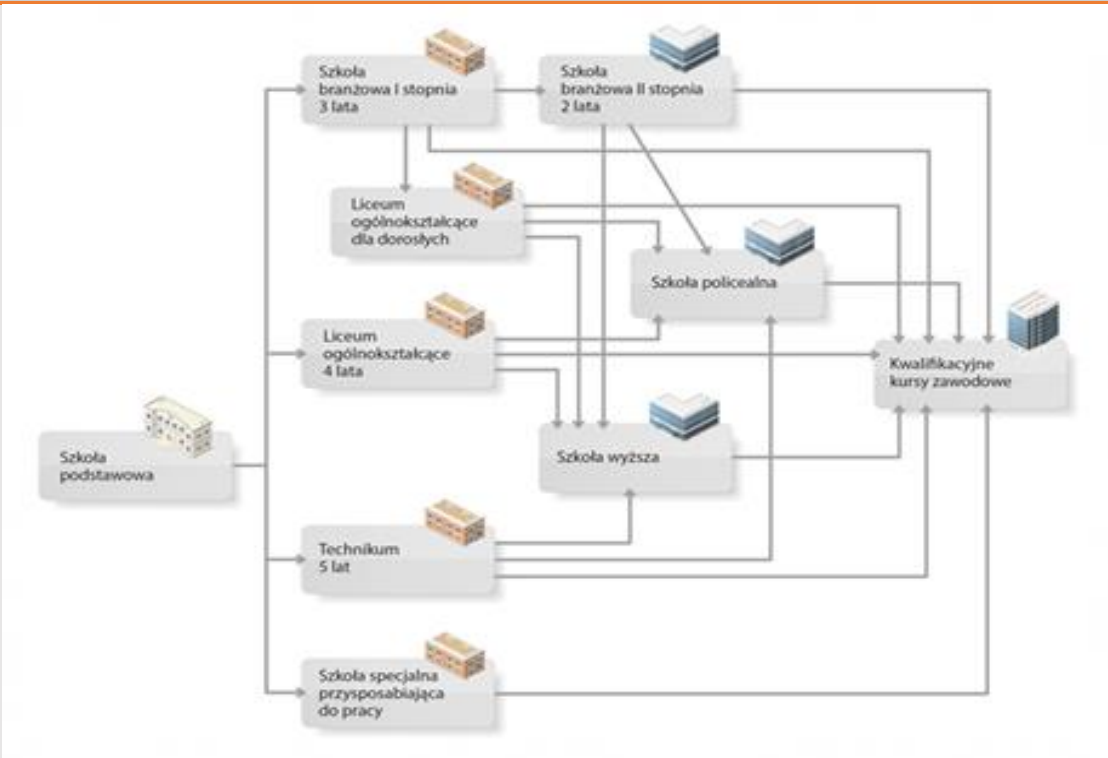 Szkoła
branżowa I stopnia
3 lata
Szkoła
branżowa II stopnia
2 lata
Liceum
ogólnokształcące
dla dorosłych
Szkoła policealna
Liceum
ogólnokształcące
4 lata
Kwalifikacyjne
kursy zawodowe
Szkoła
podstawowa
Szkoła wyższa
Technikum
5 lat
Szkoła specjalna
przysposabiająca
do pracy